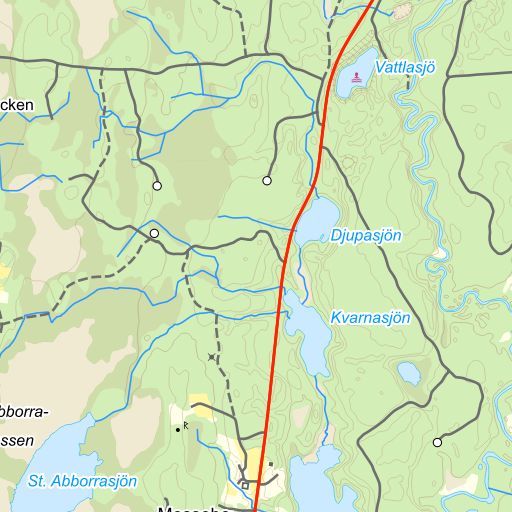 Vattlasjö
cken
Djupasjön
Kvarnasjön
bborra-
ssen
St. Abborrasjön